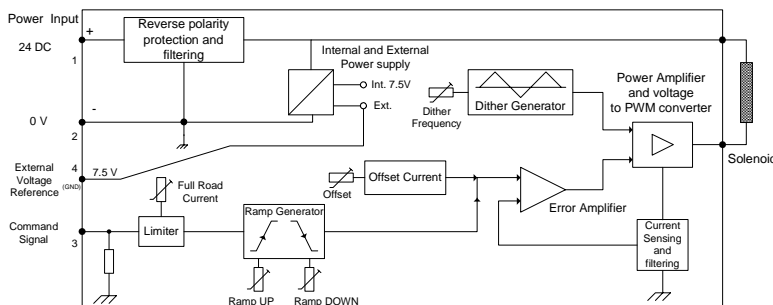 Power Input
+
24 DC
1
Reverse polarity
protection and
filtering
Internal and External
Power supply
Int. 7.5V
Ext.
-
0 V
2
4
External
Voltage
Reference
(GND)
7.5 V
Dither
Frequency
Dither Generator
Power Amplifier
and voltage
to PWM converter
Solenoid
Full Road
Current
Offset
Offset Current
Error Amplifier
Command
Signal
3
Limiter
Ramp Generator
Ramp UP
Ramp DOWN
Current
Sensing
and
filtering